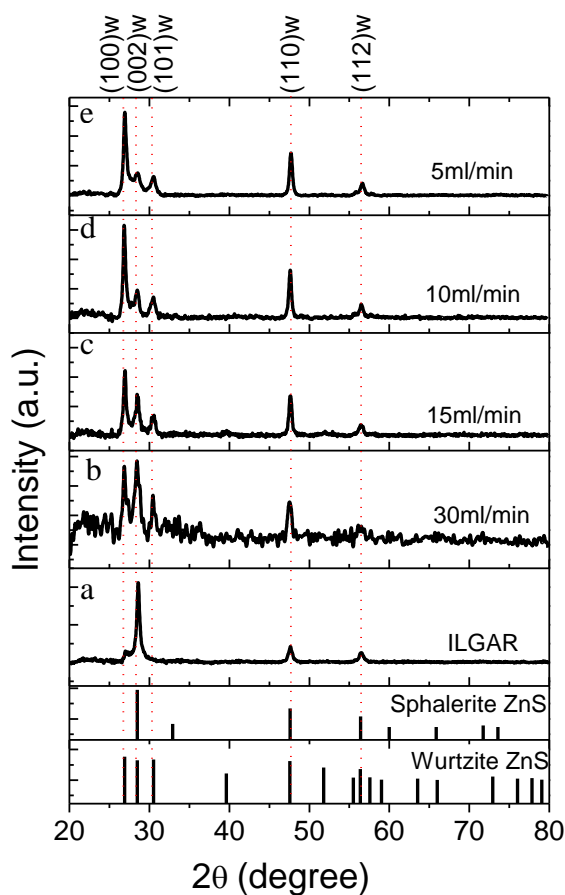 (100)w
(002)w
(101)w
(110)w
(112)w
e
5ml/min
d
10ml/min
c
15ml/min
b
30ml/min
a
ILGAR
Sphalerite ZnS
Wurtzite ZnS
Intensity (a.u.)
20 30 40 50 60 70 80
2θ (degree)